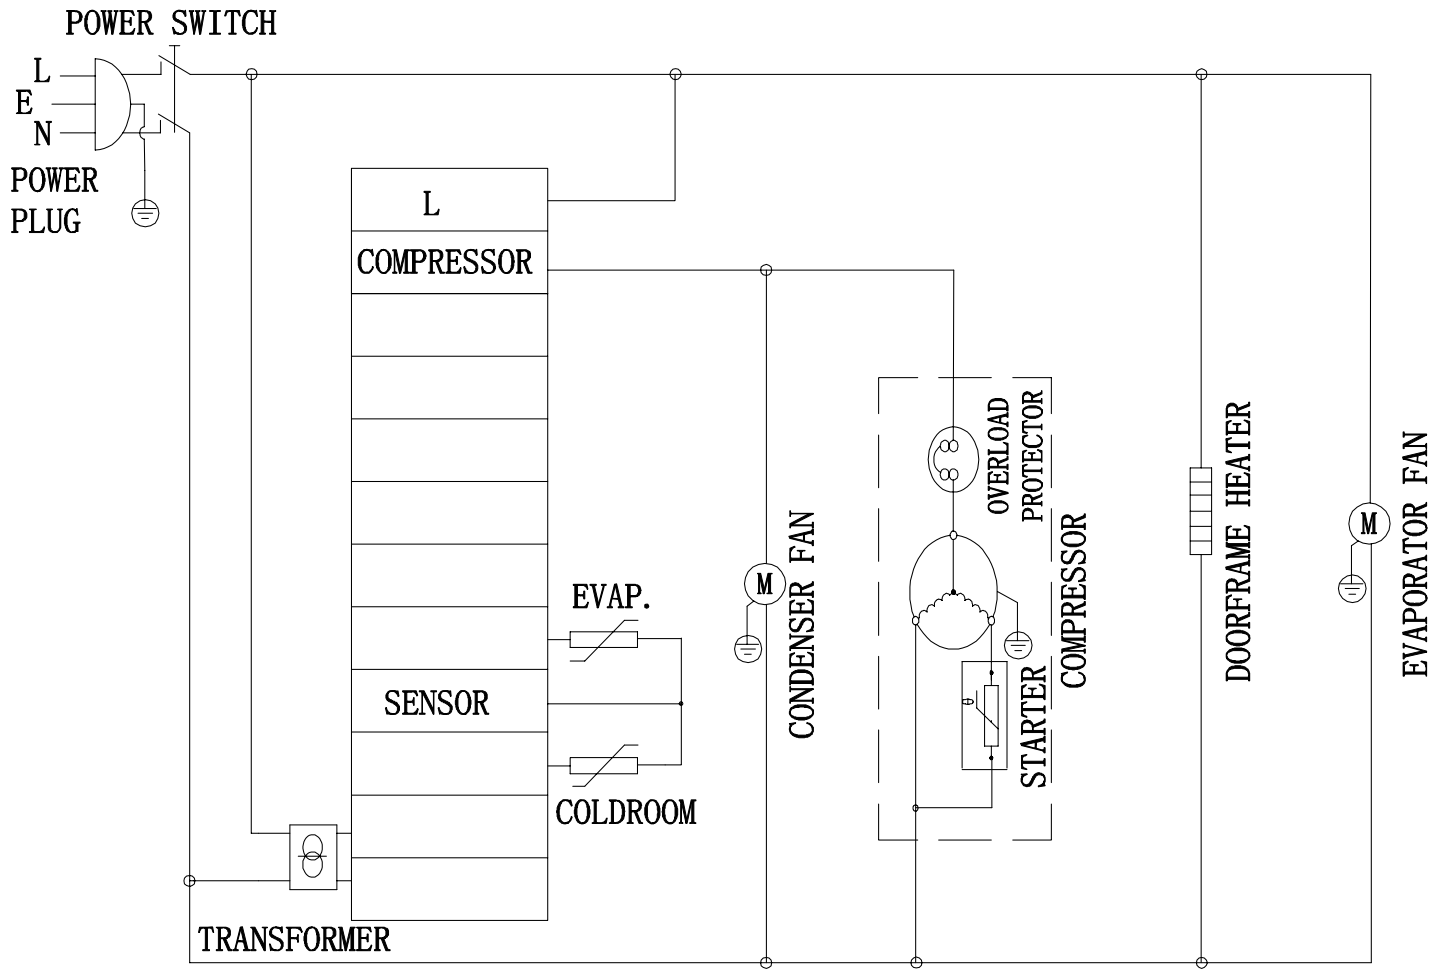 POWER SWITCH
L
E
N
POWER
PLUG
L
COMPRESSOR
EVAP.
SENSOR
COLDROOM
TRANSFORMER
CONDENSER FAN
M
OVERLOAD
PROTECTOR
COMPRESSOR
STARTER
θ
DOORFRAME HEATER
M
EVAPORATOR FAN